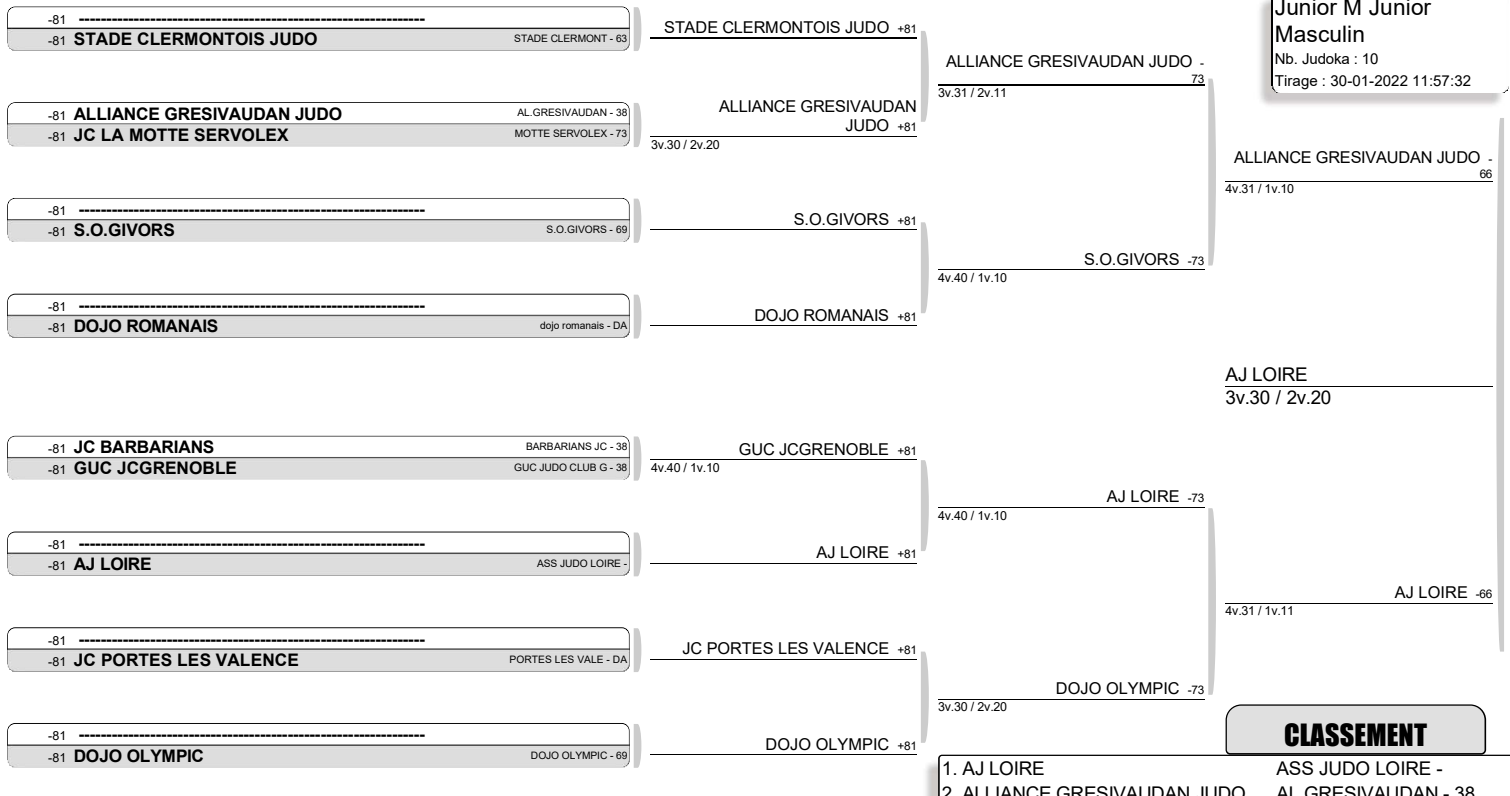 -81 ------------------------------------------------------------------
-81 STADE CLERMONTOIS JUDO STADE CLERMONT - 63
-81 ALLIANCE GRESIVAUDAN JUDO AL.GRESIVAUDAN - 38
-81 JC LA MOTTE SERVOLEX MOTTE SERVOLEX - 73
-81 ------------------------------------------------------------------
-81 S.O.GIVORS S.O.GIVORS - 69
-81 ------------------------------------------------------------------
-81 DOJO ROMANAIS dojo romanais - DA
-81 JC BARBARIANS BARBARIANS JC - 38
-81 GUC JCGRENOBLE GUC JUDO CLUB G - 38
-81 ------------------------------------------------------------------
-81 AJ LOIRE ASS JUDO LOIRE -
-81 ------------------------------------------------------------------
-81 JC PORTES LES VALENCE PORTES LES VALE - DA
-81 ------------------------------------------------------------------
-81 DOJO OLYMPIC DOJO OLYMPIC - 69
STADE CLERMONTOIS JUDO +81
ALLIANCE GRESIVAUDAN
JUDO +81
3v.30 / 2v.20
S.O.GIVORS +81
DOJO ROMANAIS +81
GUC JCGRENOBLE +81
4v.40 / 1v.10
AJ LOIRE +81
JC PORTES LES VALENCE +81
DOJO OLYMPIC +81
ALLIANCE GRESIVAUDAN JUDO -
73
3v.31 / 2v.11
S.O.GIVORS -73
4v.40 / 1v.10
AJ LOIRE -73
4v.40 / 1v.10
DOJO OLYMPIC -73
3v.30 / 2v.20
Junior M Junior
Masculin
Nb. Judoka : 10
Tirage : 30-01-2022 11:57:32
ALLIANCE GRESIVAUDAN JUDO -
66
4v.31 / 1v.10
AJ LOIRE
3v.30 / 2v.20
AJ LOIRE -66
4v.31 / 1v.11
CLASSEMENT
1. AJ LOIRE ASS JUDO LOIRE -
2. ALLIANCE GRESIVAUDAN JUDO AL.GRESIVAUDAN - 38